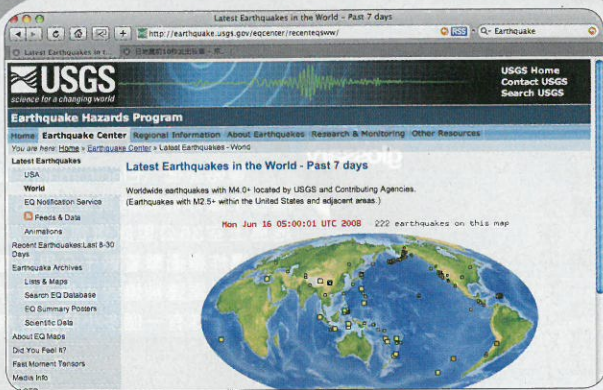 Latest Earthquakes in the World - Past 7 days
http://earthquake.usgs.gov/eqcenter/recenteqsww/
RSS
Q- Earthquake
Latest Earthquakes in t...
USGS
science for a changing world
USGS Home
Contact USGS
Search USGS
Earthquake Hazards Program
Home Earthquake Center Regional Information About Earthquakes Research & Monitoring Other Resources
You are here: Home » Earthquake Center » Latest Earthquakes - World
Latest Earthquakes
USA
World
EQ Notification Service
Feeds & Data
Animations
Recent Earthquakes Last 8-30
Days
Earthquake Archives
Lists & Maps
Search EQ Database
EQ Summary Posters
Scientific Data
About EQ Maps
Did You Feel It?
Fast Moment Tensors
Media Info
Latest Earthquakes in the World - Past 7 days
Worldwide earthquakes with M4.0+ located by USGS and Contributing Agencies.
(Earthquakes with M2.5+ within the United States and adjacent areas.)
Mon Jun 16 05:00:01 UTC 2008 222 earthquakes on this map